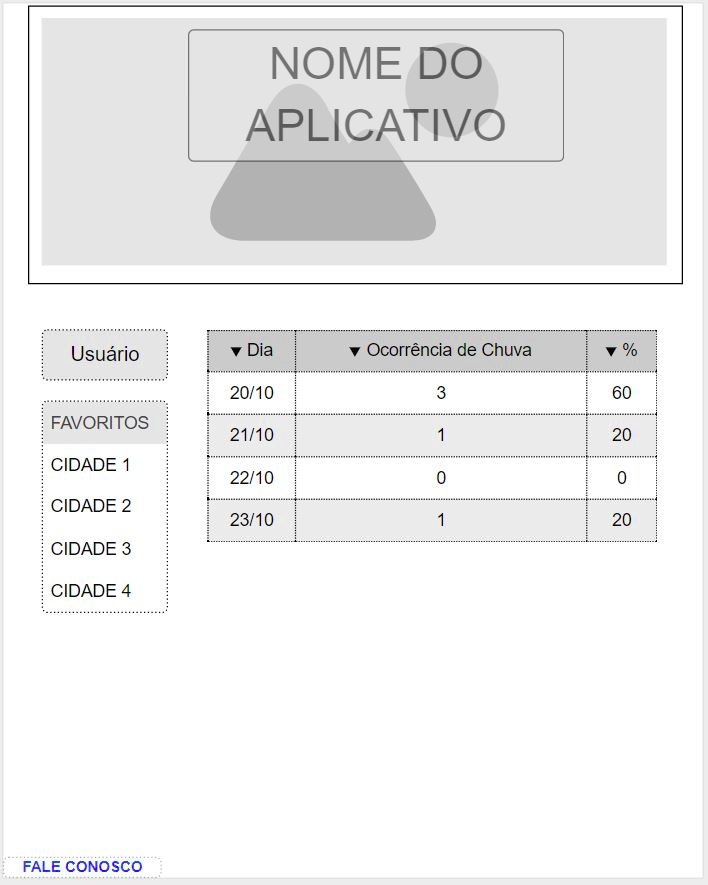 NOME DO
APLICATIVO
Usuário
FAVORITOS
CIDADE 1
CIDADE 2
CIDADE 3
CIDADE 4
▼ Dia ▼ Ocorrência de Chuva ▼ %
20/10 3 60
21/10 1 20
22/10 0 0
23/10 1 20
FALE CONOSCO